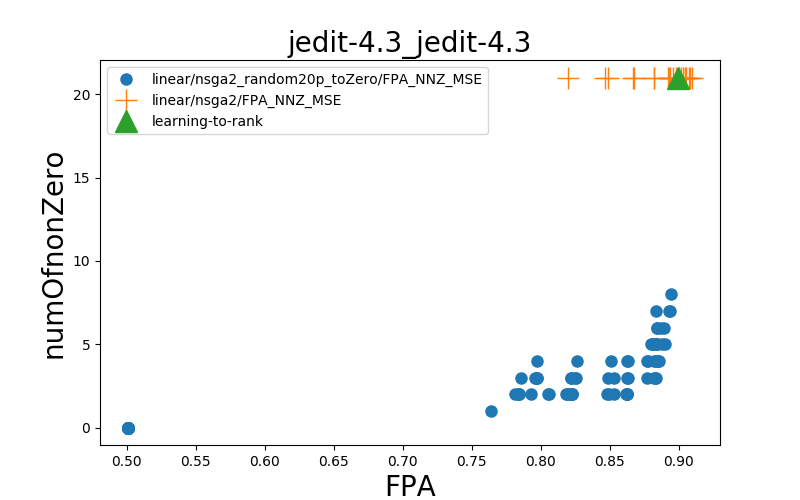 jedit-4.3_jedit-4.3
linear/nsga2_random20p_toZero/FPA_NNZ_MSE
linear/nsga2/FPA_NNZ_MSE
learning-to-rank
numOfnonZero
20
15
10
5
0
0.50 0.55 0.60 0.65 0.70 0.75 0.80 0.85 0.90
FPA